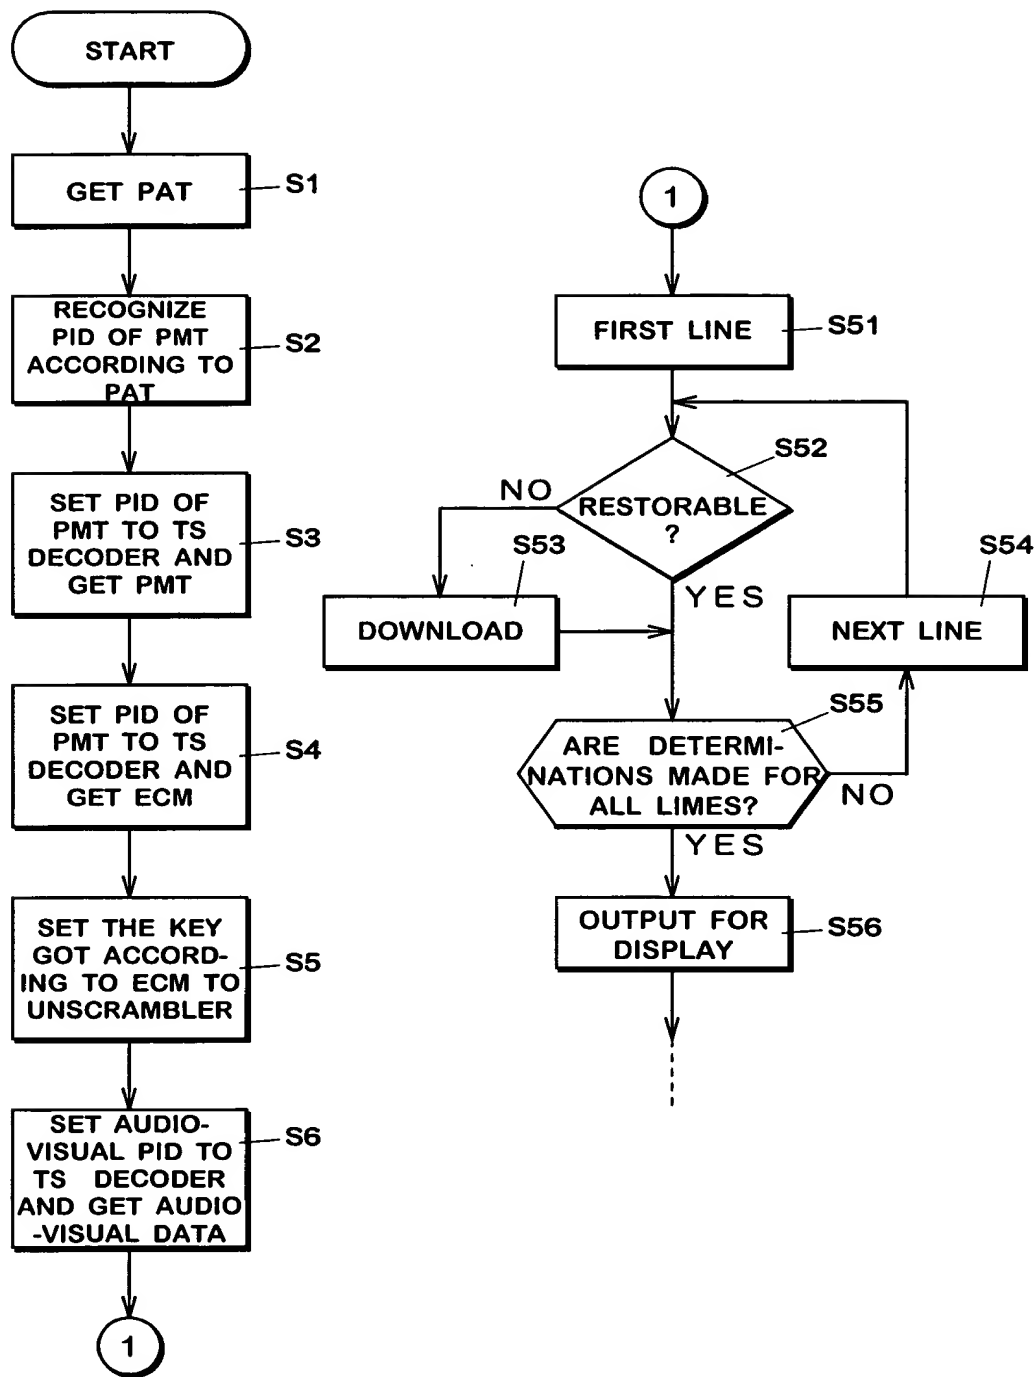 START
GET PAT
S1
RECOGNIZE
PID OF PMT
ACCORDING TO
PAT
S2
SET PID OF
PMT TO TS
DECODER AND
GET PMT
S3
SET PID OF
PMT TO TS
DECODER AND
GET ECM
S4
SET THE KEY
GOT ACCORD-
ING TO ECM TO
UNSCRAMBLER
S5
SET AUDIO-
VISUAL PID TO
TS DECODER
AND GET AUDIO
-VISUAL DATA
S6
1
1
FIRST LINE
S51
RESTORABLE
?
S52
NO
YES
DOWNLOAD
S53
NEXT LINE
S54
ARE DETERMI-
NATIONS MADE FOR
ALL LIMES?
S55
NO
YES
OUTPUT FOR
DISPLAY
S56